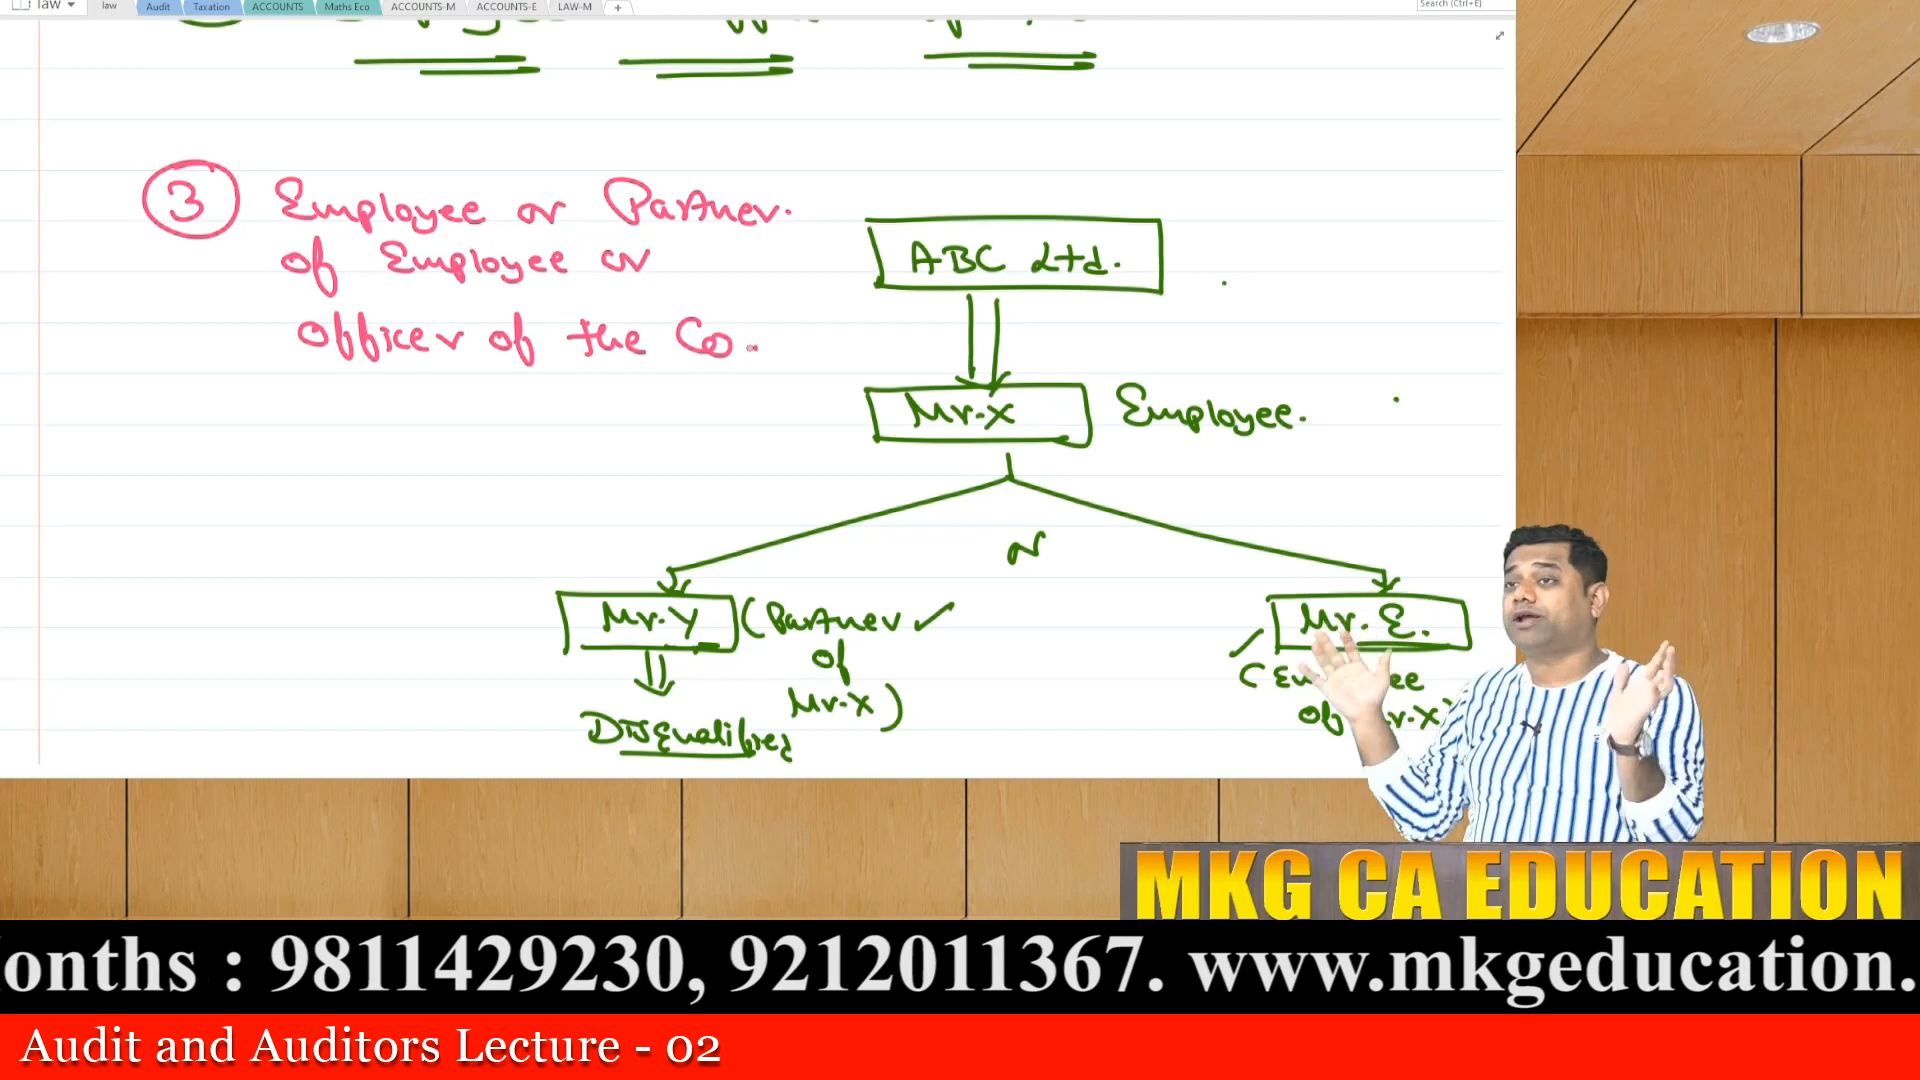 law
law Audit Taxation ACCOUNTS Maths Eco ACCOUNTS-M ACCOUNTS-E LAW-M +
Search (Ctrl+E)
3 Employee or Partner.
of Employee or
Officer of the Co.
ABC Ltd.
Mr. X Employee.
or
Mr. Y (Partner
of
Mr. X)
Disqualified
Mr. E.
of
MKG CA EDUCATION
onths : 9811429230, 9212011367. www.mkgeducation.
Audit and Auditors Lecture - 02